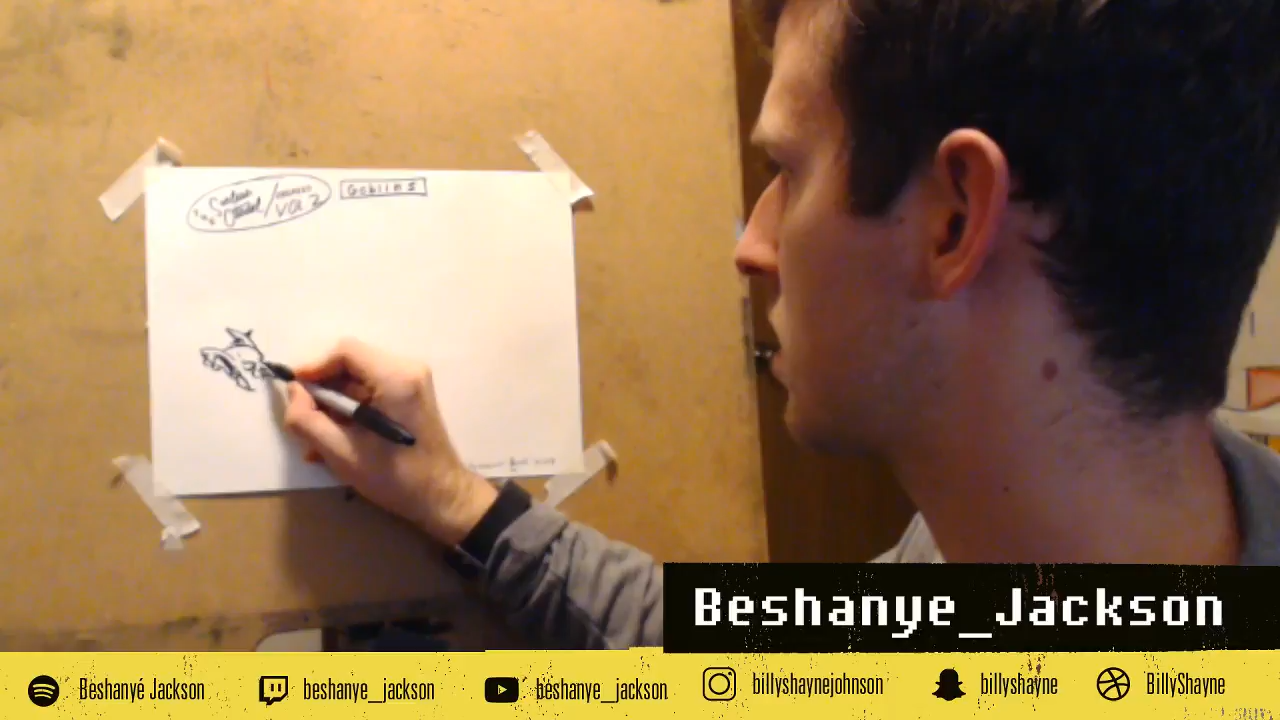 VOL 2
Goblins
Beshanye_Jackson
Beshanyé Jackson
beshanye_jackson
beshanye_jackson
billyshaynejohnson
billyshayne
BillyShayne